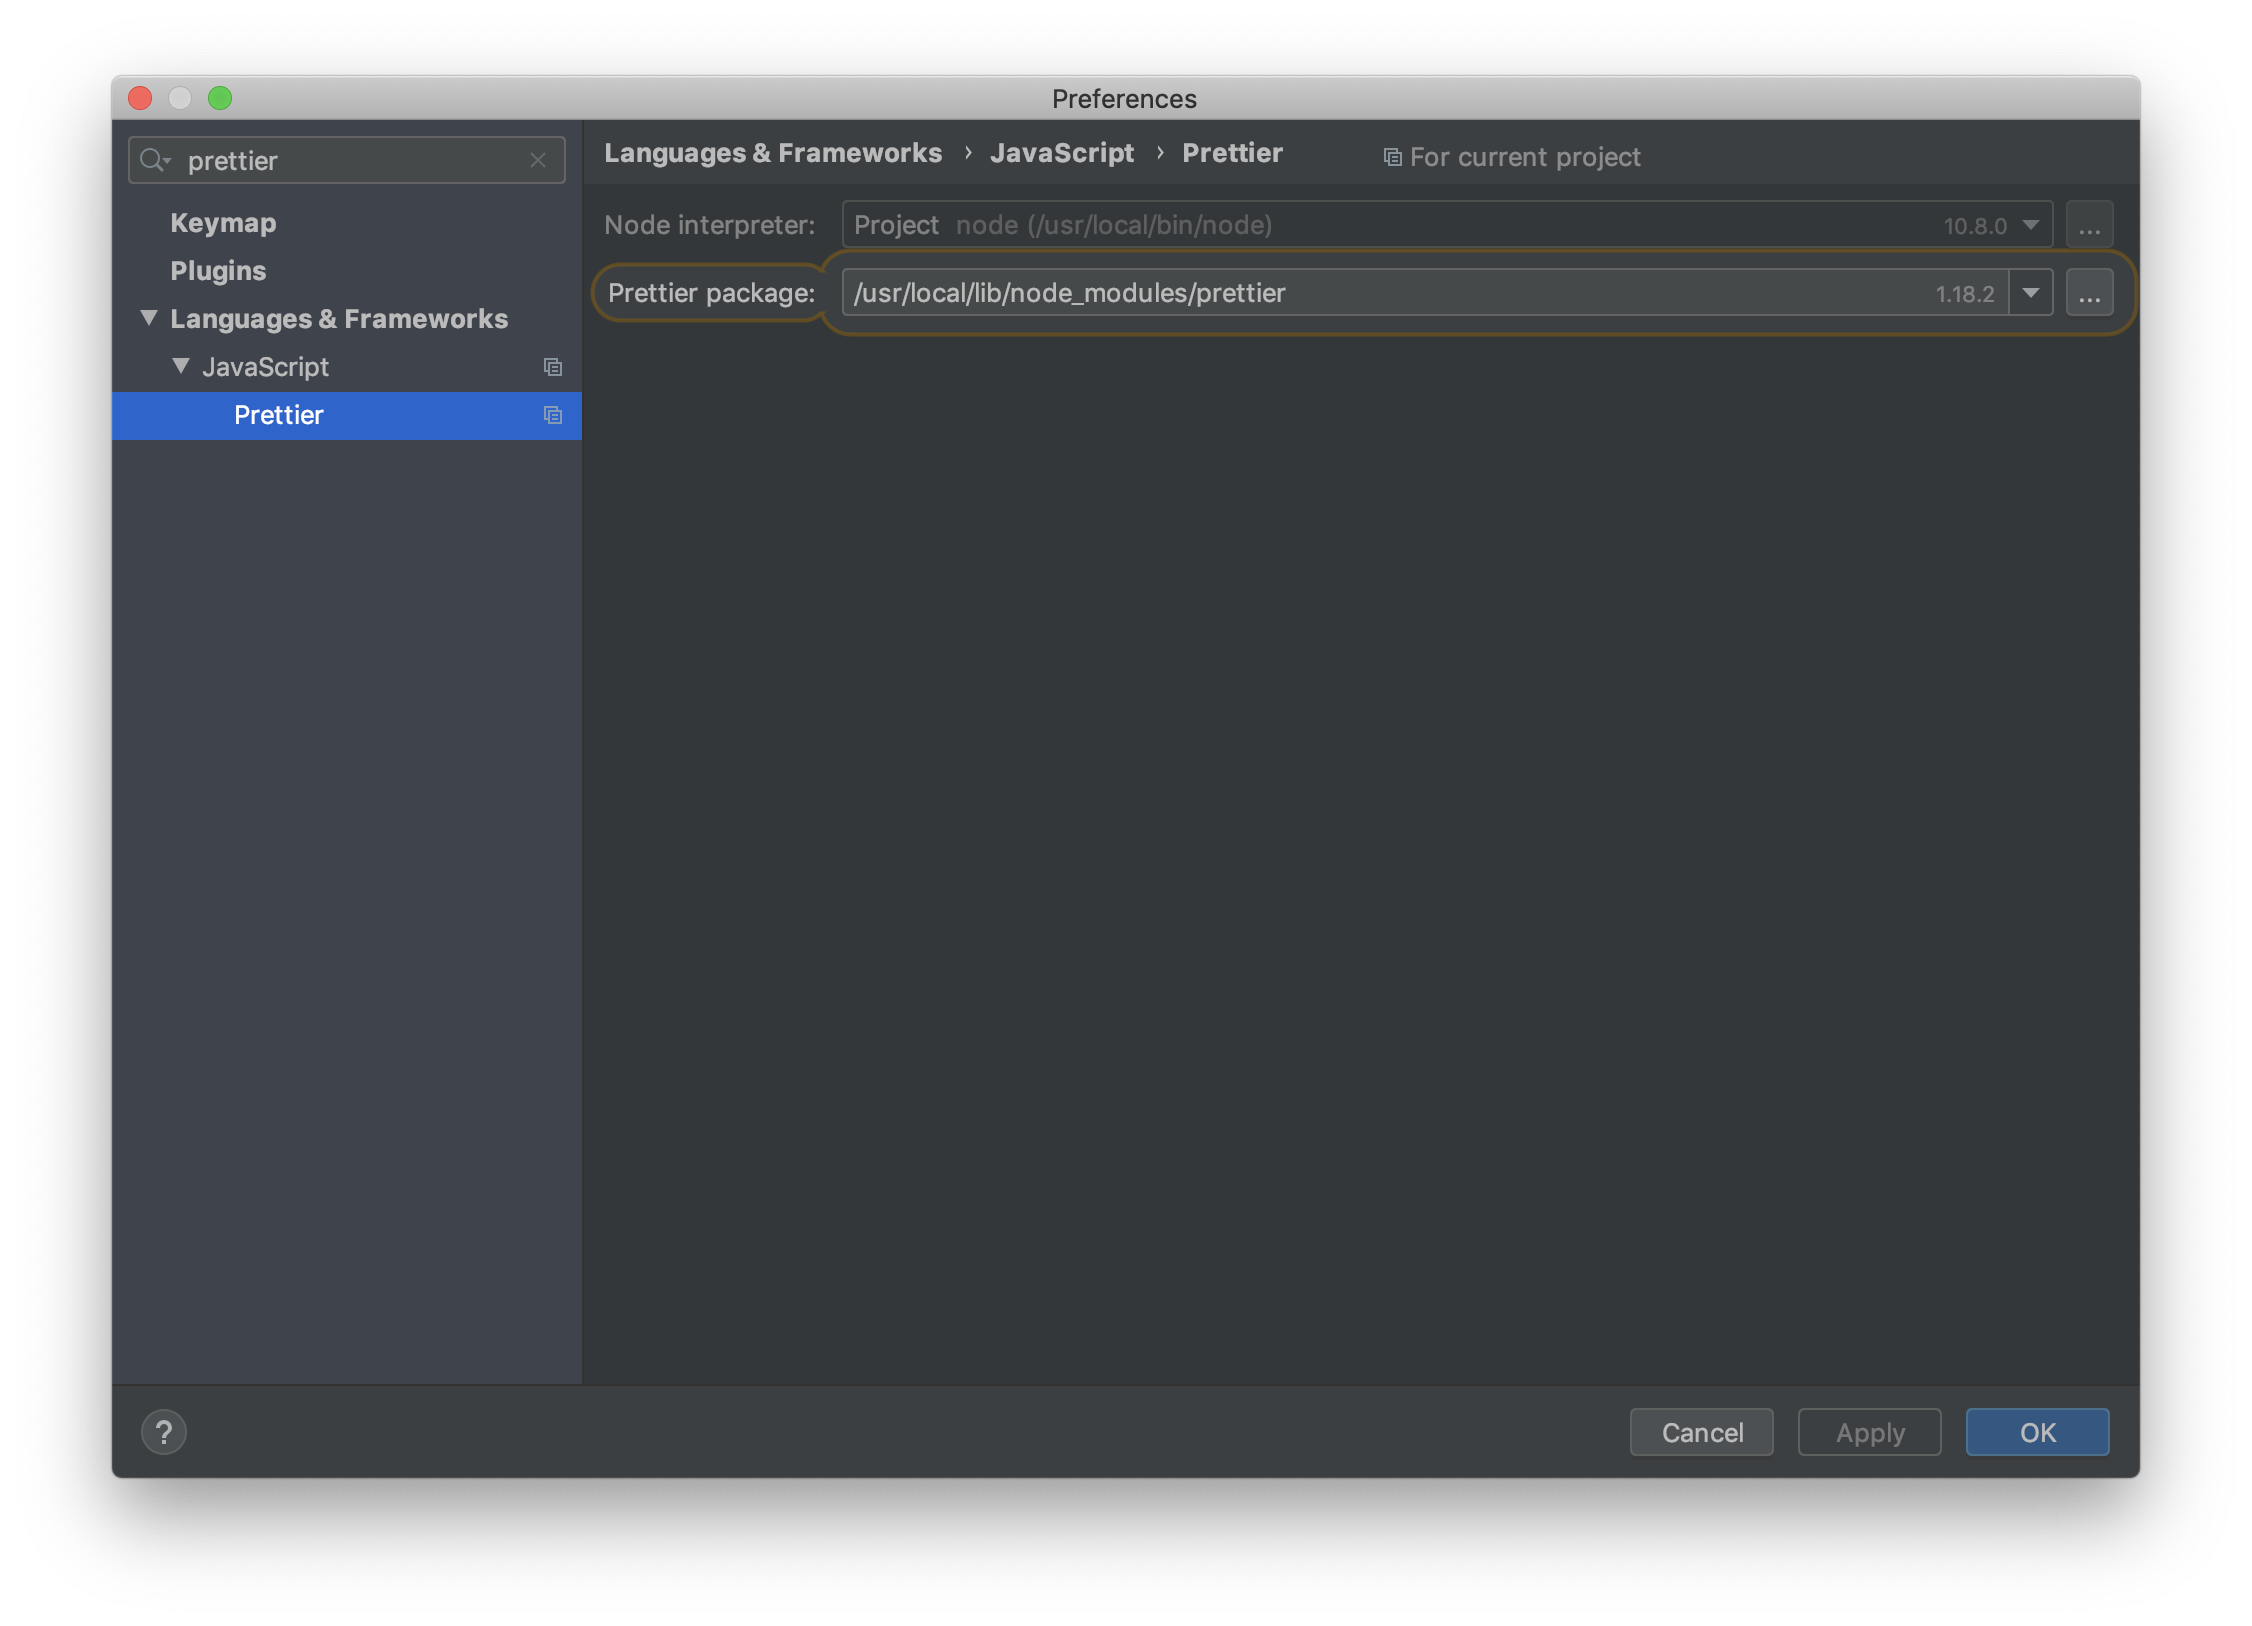 Preferences
prettier
Keymap
Plugins
Languages & Frameworks
JavaScript
Prettier
Languages & Frameworks › JavaScript › Prettier For current project
Node interpreter: Project node (/usr/local/bin/node) 10.8.0 ...
Prettier package: /usr/local/lib/node_modules/prettier 1.18.2 ...
? Cancel Apply OK